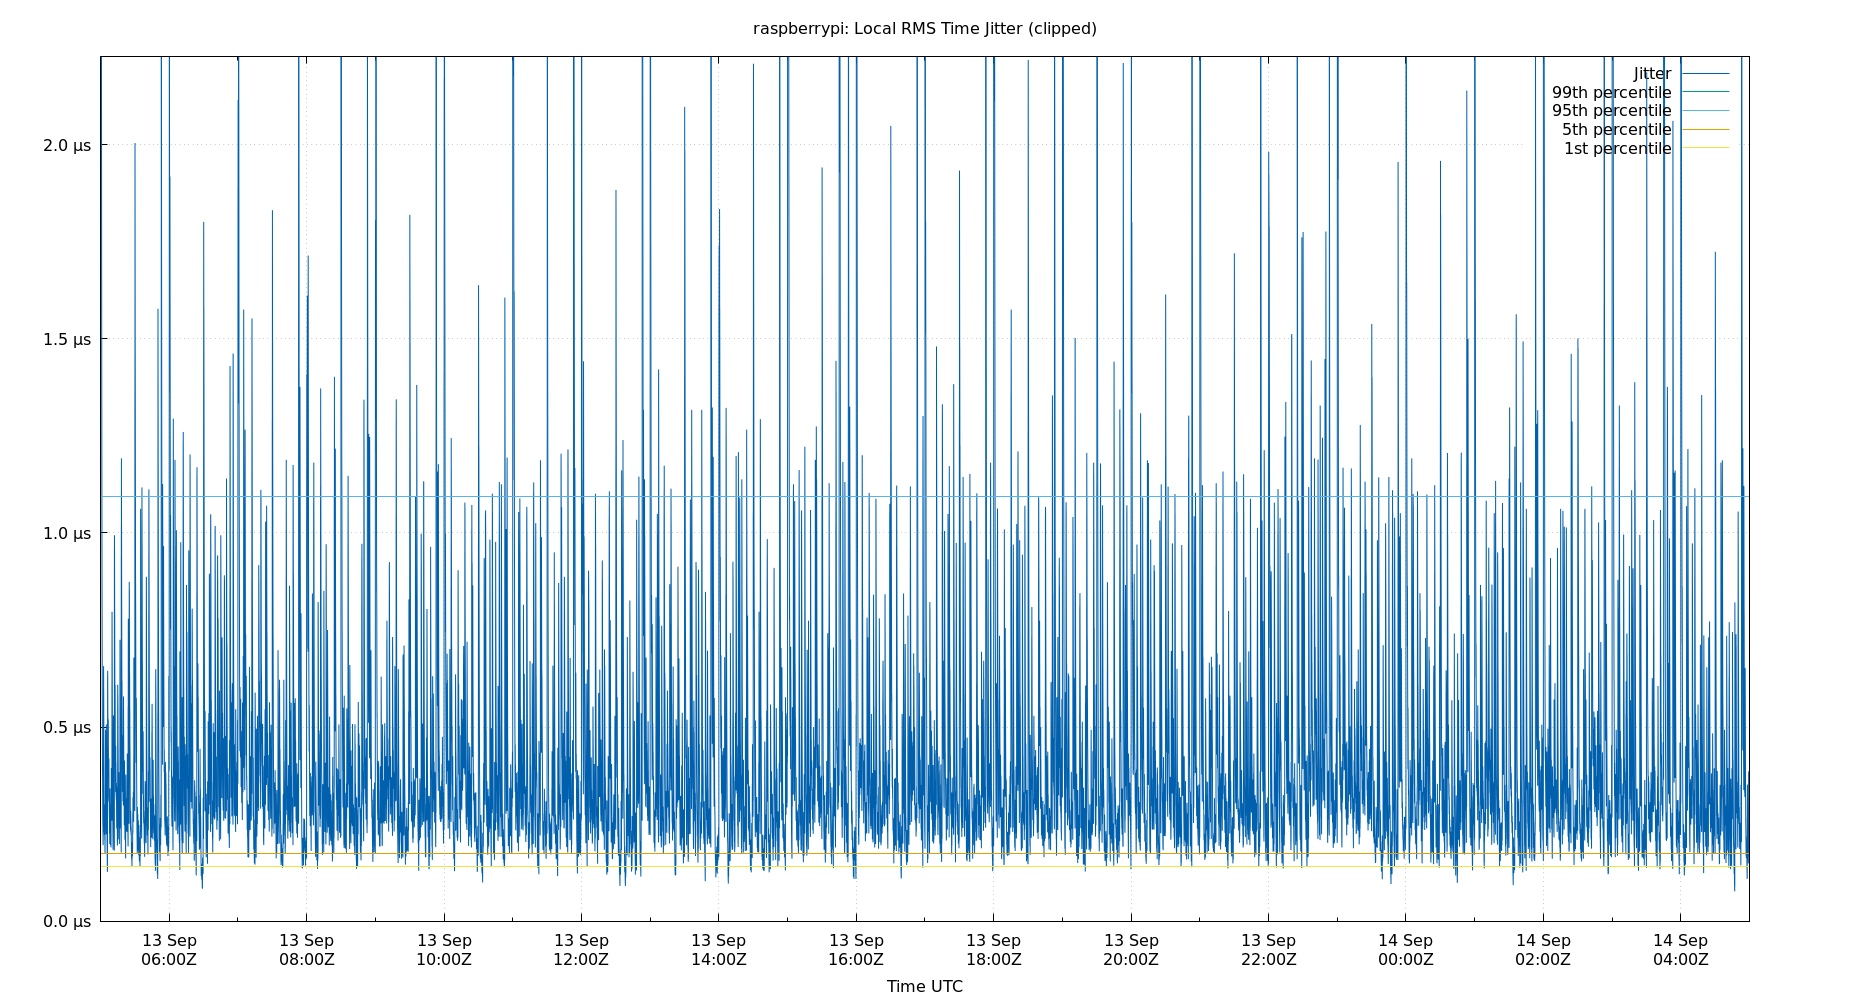 raspberrypi: Local RMS Time Jitter (clipped)
Jitter
99th percentile
95th percentile
5th percentile
1st percentile
2.0 µs
1.5 µs
1.0 µs
0.5 µs
0.0 µs
13 Sep 13 Sep 13 Sep 13 Sep 13 Sep 13 Sep 13 Sep 13 Sep 13 Sep 14 Sep 14 Sep 14 Sep
06:00Z 08:00Z 10:00Z 12:00Z 14:00Z 16:00Z 18:00Z 20:00Z 22:00Z 00:00Z 02:00Z 04:00Z
Time UTC